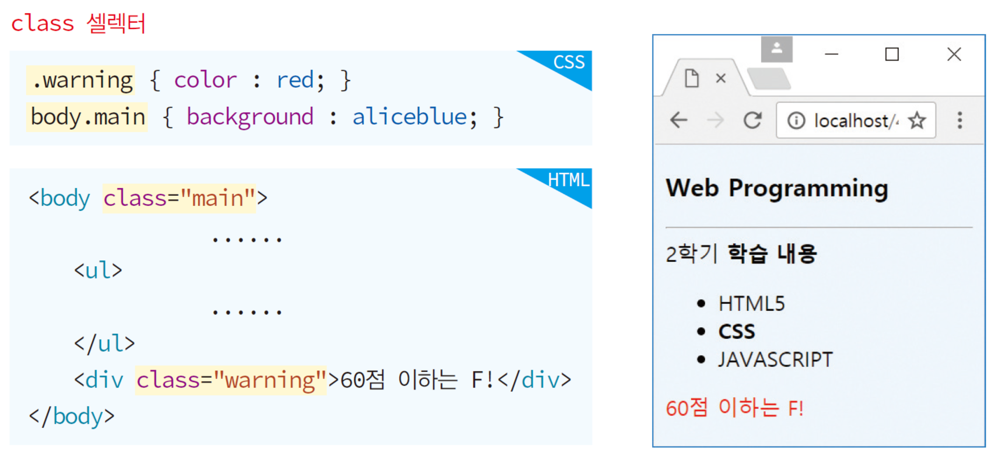 class 셀렉터
CSS
.warning { color : red; }
body.main { background : aliceblue; }
HTML
<body class="main">
......
<ul>
......
</ul>
<div class="warning">60점 이하는 F!</div>
</body>
localhost/
Web Programming
2학기 학습 내용
• HTML5
• CSS
• JAVASCRIPT
60점 이하는 F!